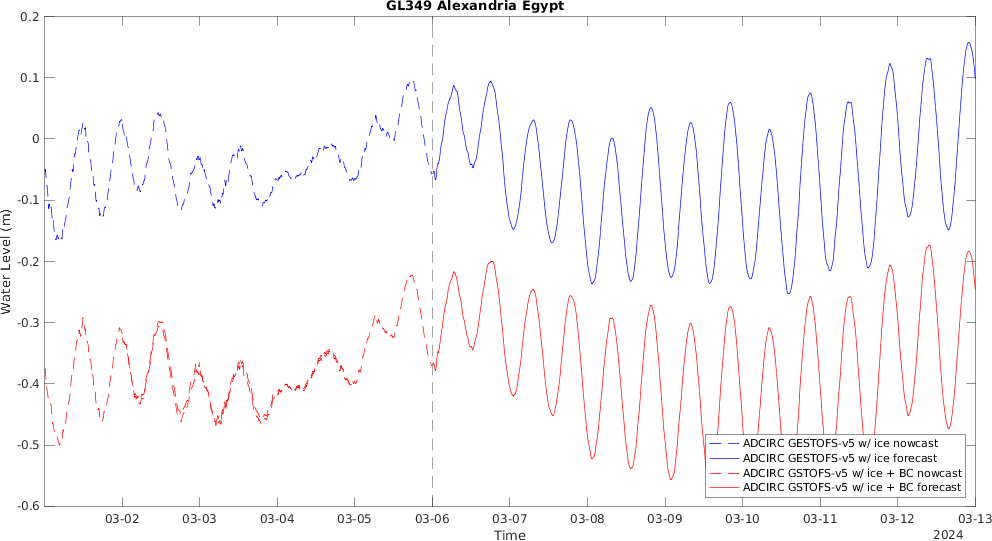 GL349 Alexandria Egypt
0.2
0.1
0
-0.1
-0.2
-0.3
-0.4
-0.5
-0.6
Water Level (m)
ADCIRC GESTOFS-v5 w/ ice nowcast
ADCIRC GESTOFS-v5 w/ ice forecast
ADCIRC GSTOFS-v5 w/ ice + BC nowcast
ADCIRC GSTOFS-v5 w/ ice + BC forecast
03-02 03-03 03-04 03-05 03-06 03-07 03-08 03-09 03-10 03-11 03-12 03-13
Time
2024